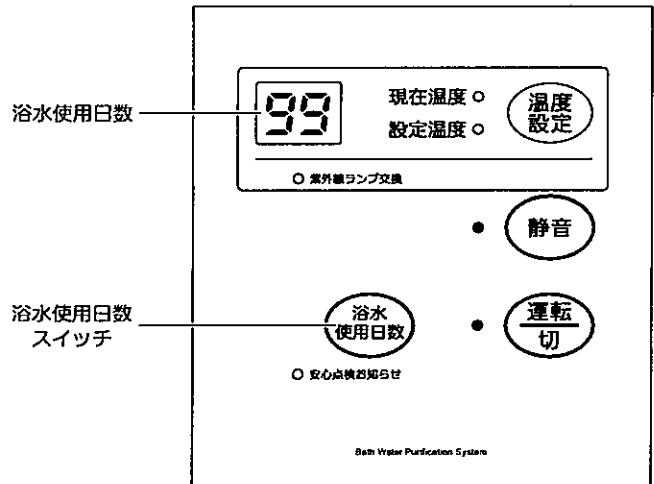 浴水使用日数
99
現在温度
設定温度
温度
設定
紫外線ランプ交換
静音
浴水使用日数
スイッチ
浴水
使用日数
運転
切
安心点検お知らせ
Bath Water Purification System